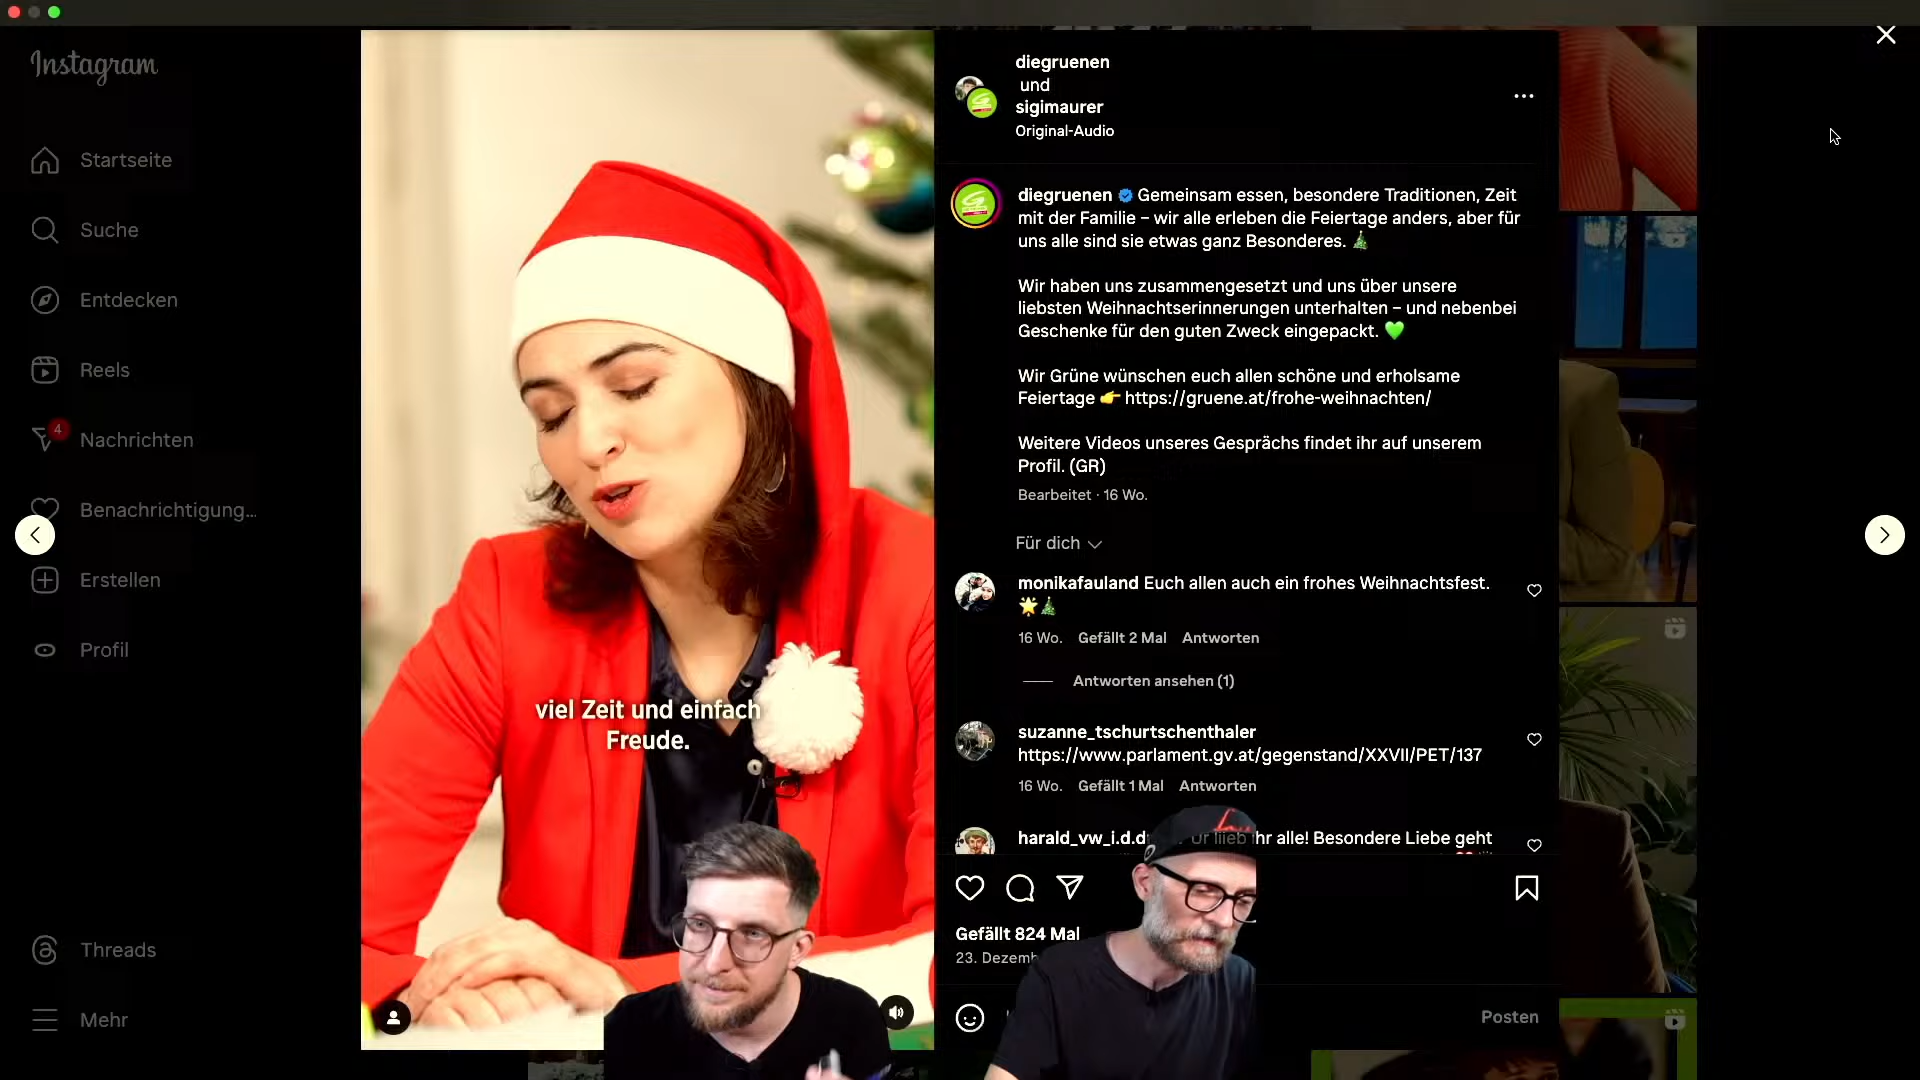 Instagram
Startseite
Suche
Entdecken
Reels
4
Nachrichten
Benachrichtigung...
Erstellen
Profil
Threads
Mehr
viel Zeit und einfach
Freude.
diegruenen
und
sigimaurer
Original-Audio
diegruenen Gemeinsam essen, besondere Traditionen, Zeit
mit der Familie – wir alle erleben die Feiertage anders, aber für
uns alle sind sie etwas ganz Besonderes. 🎄
Wir haben uns zusammengesetzt und uns über unsere
liebsten Weihnachtserinnerungen unterhalten – und nebenbei
Geschenke für den guten Zweck eingepackt. 💚
Wir Grüne wünschen euch allen schöne und erholsame
Feiertage 👉 https://gruene.at/frohe-weihnachten/
Weitere Videos unseres Gesprächs findet ihr auf unserem
Profil. (GR)
Bearbeitet · 16 Wo.
Für dich
monikafauland Euch allen auch ein frohes Weihnachtsfest.
🌟🎄
16 Wo. Gefällt 2 Mal Antworten
Antworten ansehen (1)
suzanne_tschurtschenthaler
https://www.parlament.gv.at/gegenstand/XXVII/PET/137
16 Wo. Gefällt 1 Mal Antworten
harald_vw_i.d.d ihr alle! Besondere Liebe geht
Gefällt 824 Mal
23. Dezemb
Posten